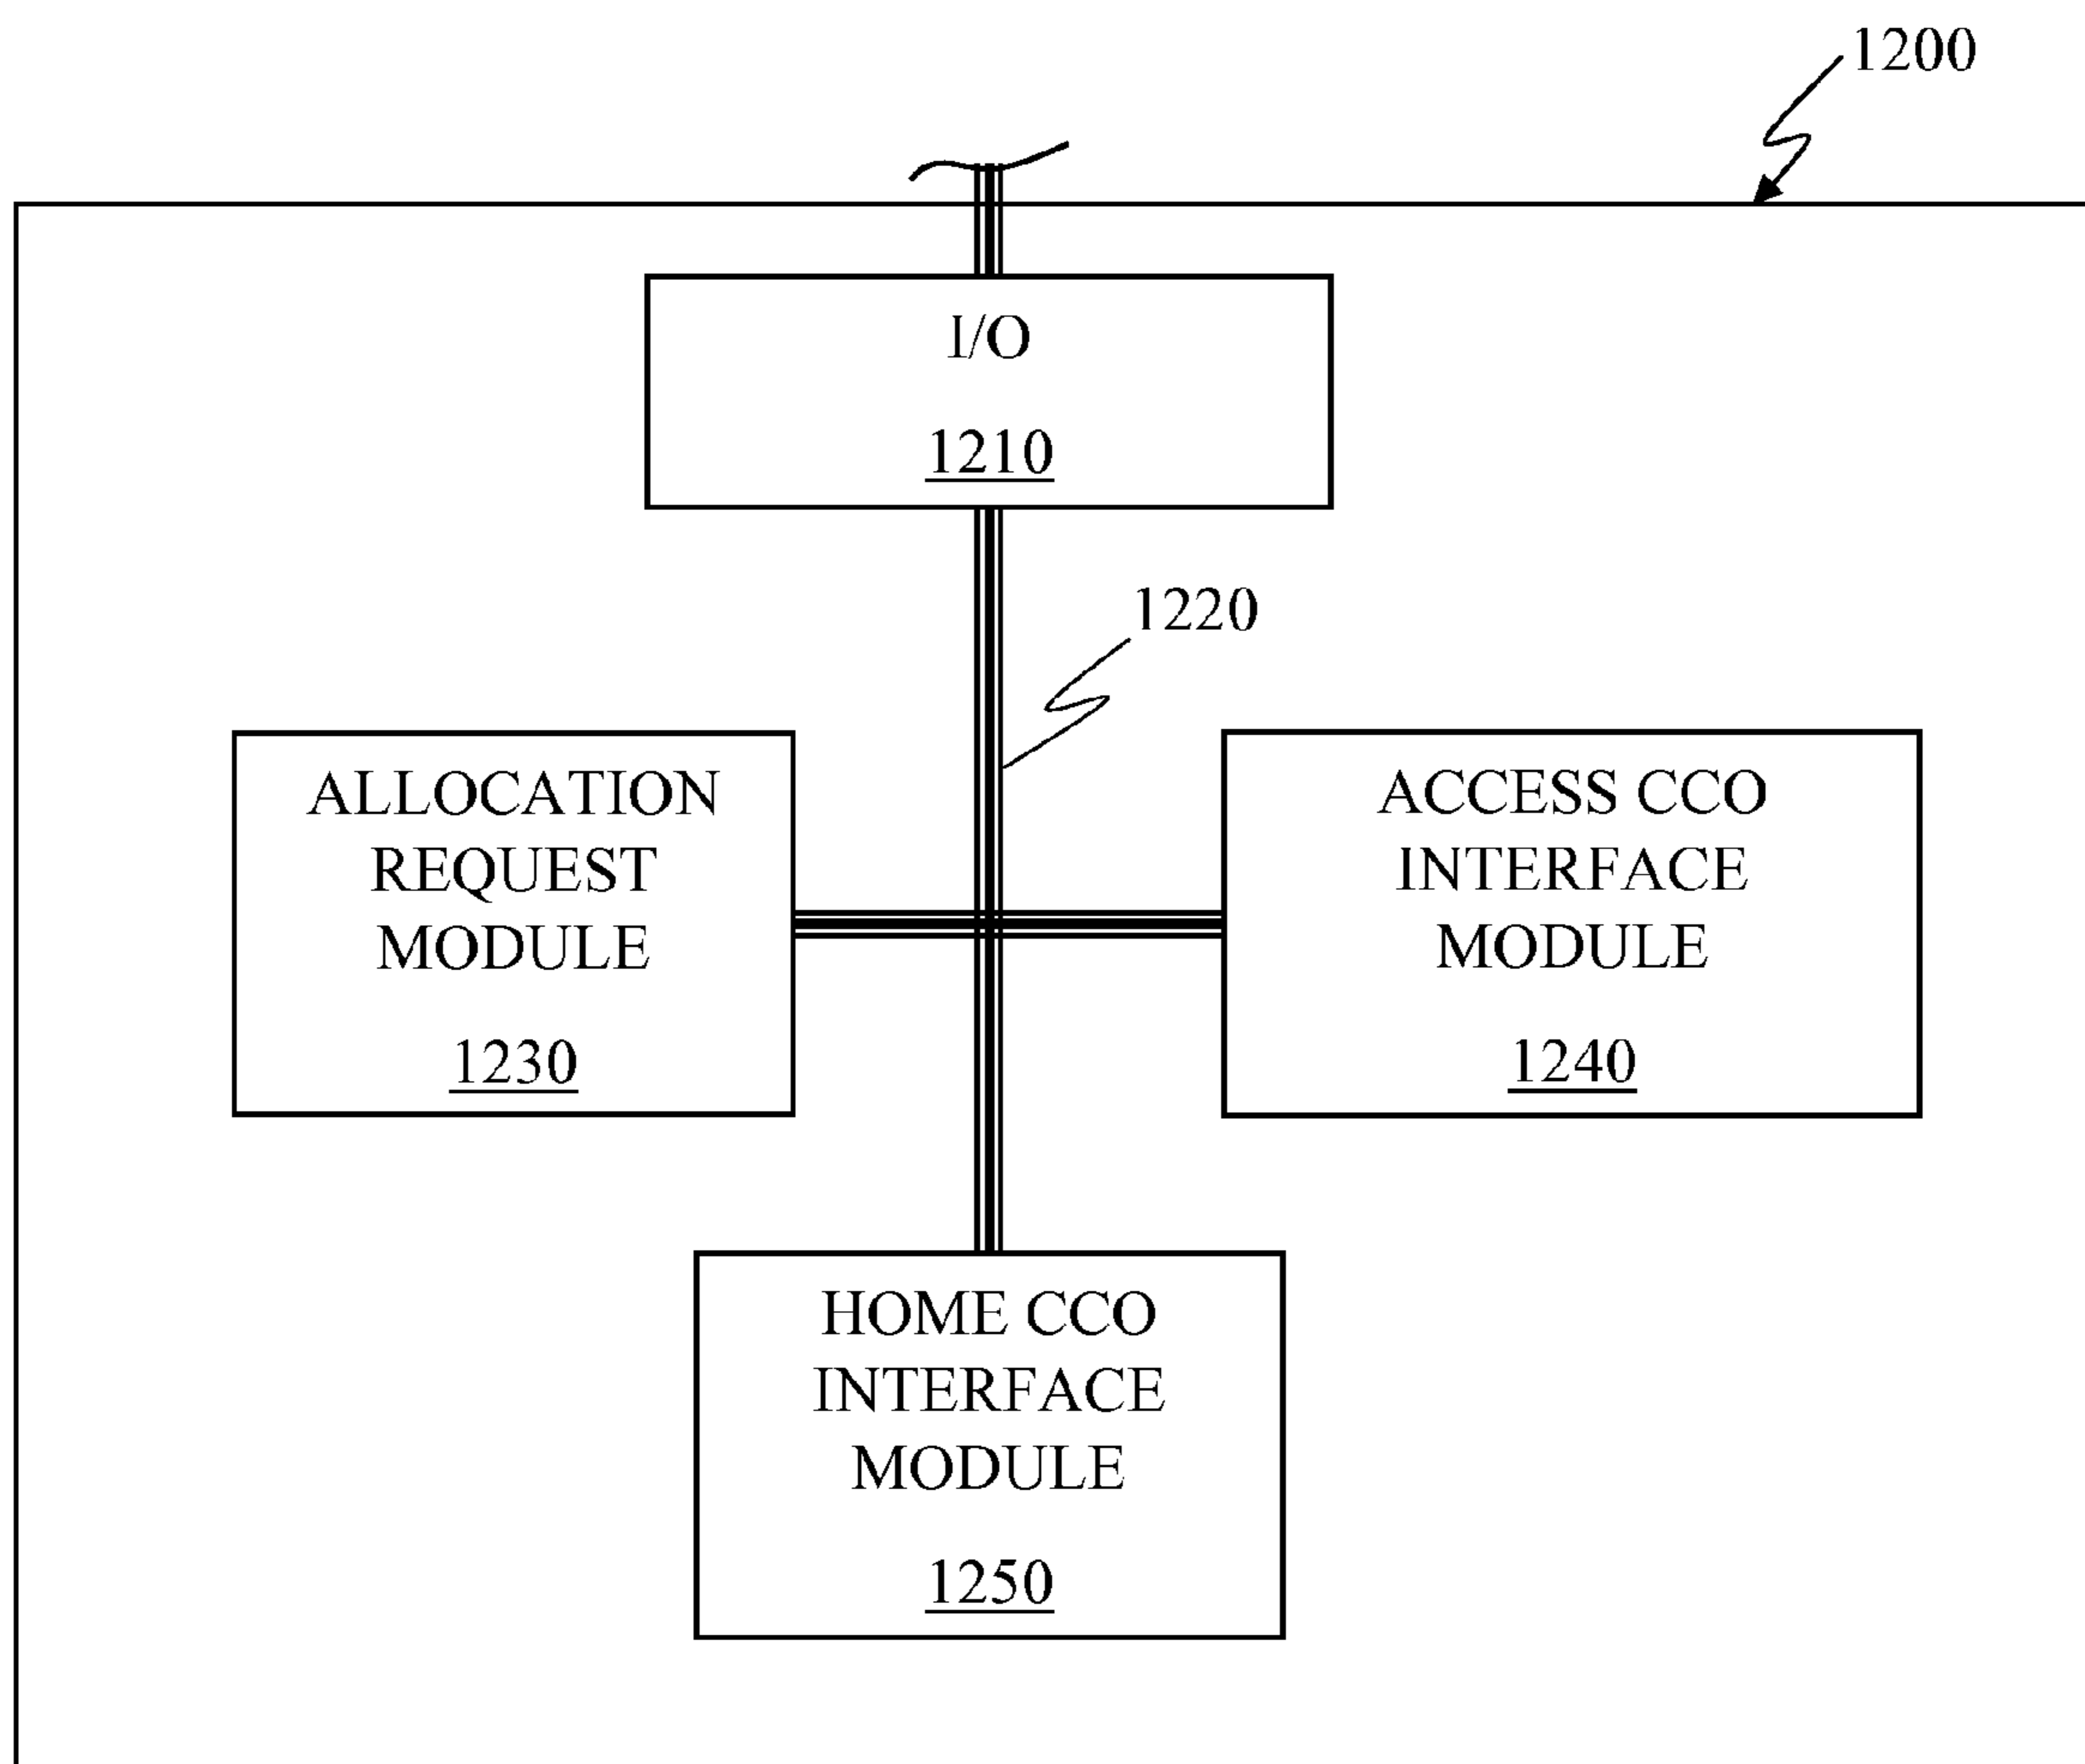 1200
I/O
1210
1220
ALLOCATION
REQUEST
MODULE
1230
ACCESS CCO
INTERFACE
MODULE
1240
HOME CCO
INTERFACE
MODULE
1250